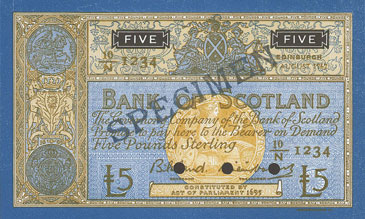 FIVE FIVE
10/N 1234
EDINBURGH
SPECIMEN
BANK OF SCOTLAND
The Governor & Company of the Bank of Scotland
Promise to pay here to the Bearer on Demand
Five Pounds Sterling
10/N 1234
£5 £5
CONSTITUTED BY
ACT OF PARLIAMENT 1695